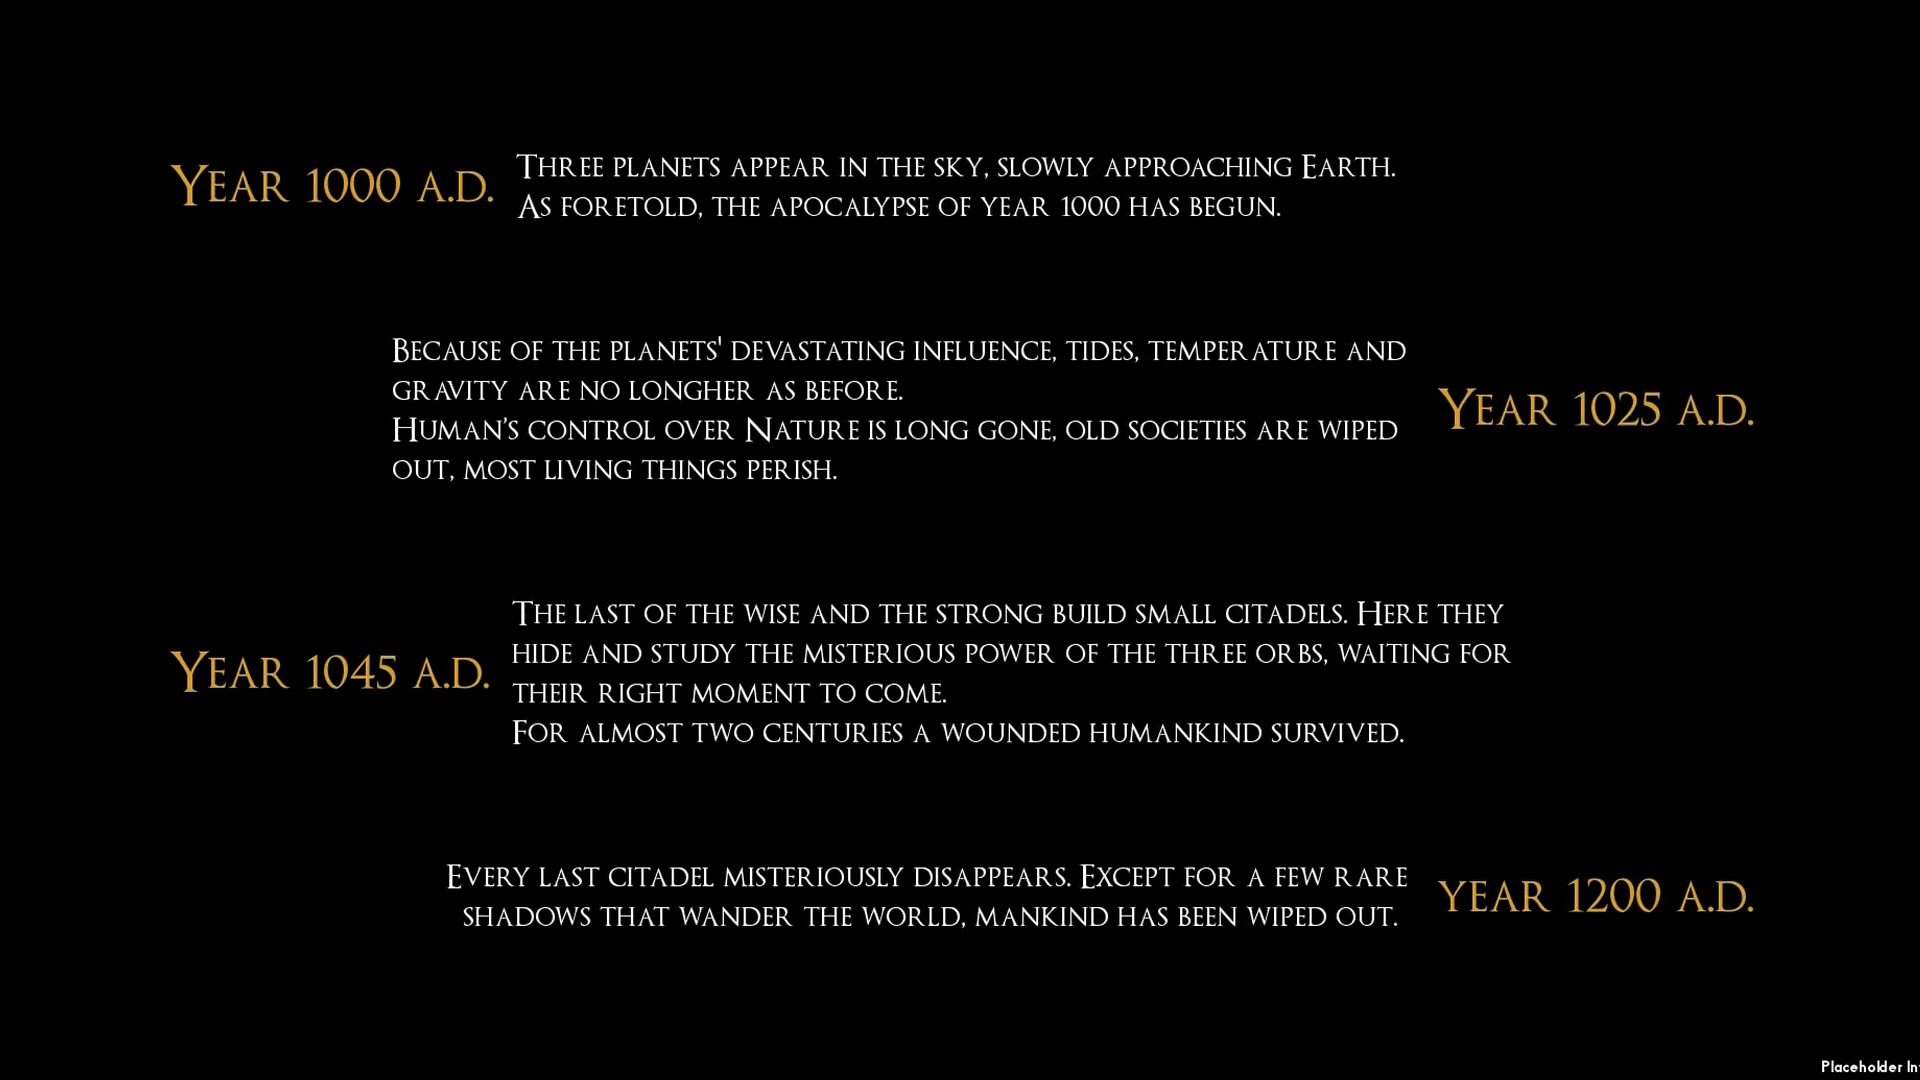 Year 1000 A.D.
Three planets appear in the sky, slowly approaching Earth.
As foretold, the apocalypse of year 1000 has begun.
Because of the planets' devastating influence, tides, temperature and
gravity are no longher as before.
Human’s control over Nature is long gone, old societies are wiped
out, most living things perish.
Year 1025 A.D.
Year 1045 A.D.
The last of the wise and the strong build small citadels. Here they
hide and study the misterious power of the three orbs, waiting for
their right moment to come.
For almost two centuries a wounded humankind survived.
Every last citadel misteriously disappears. Except for a few rare
shadows that wander the world, mankind has been wiped out.
year 1200 A.D.
Placeholder